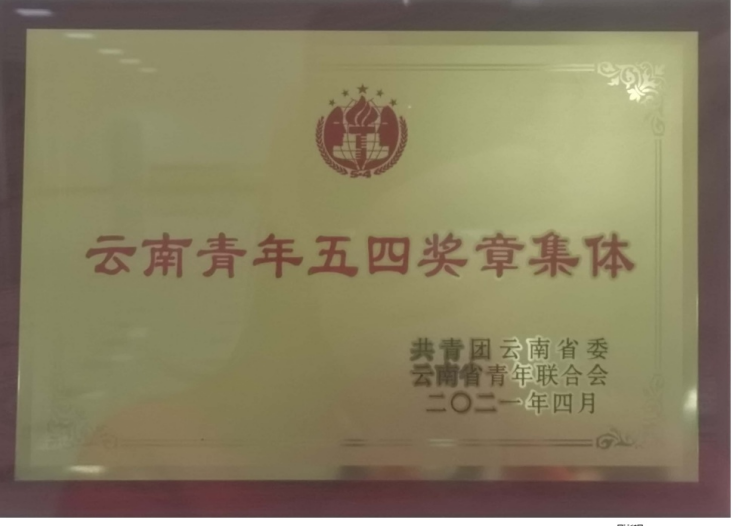 云南青年五四奖章集体
共青团云南省委
云南省青年联合会
二〇二一年四月